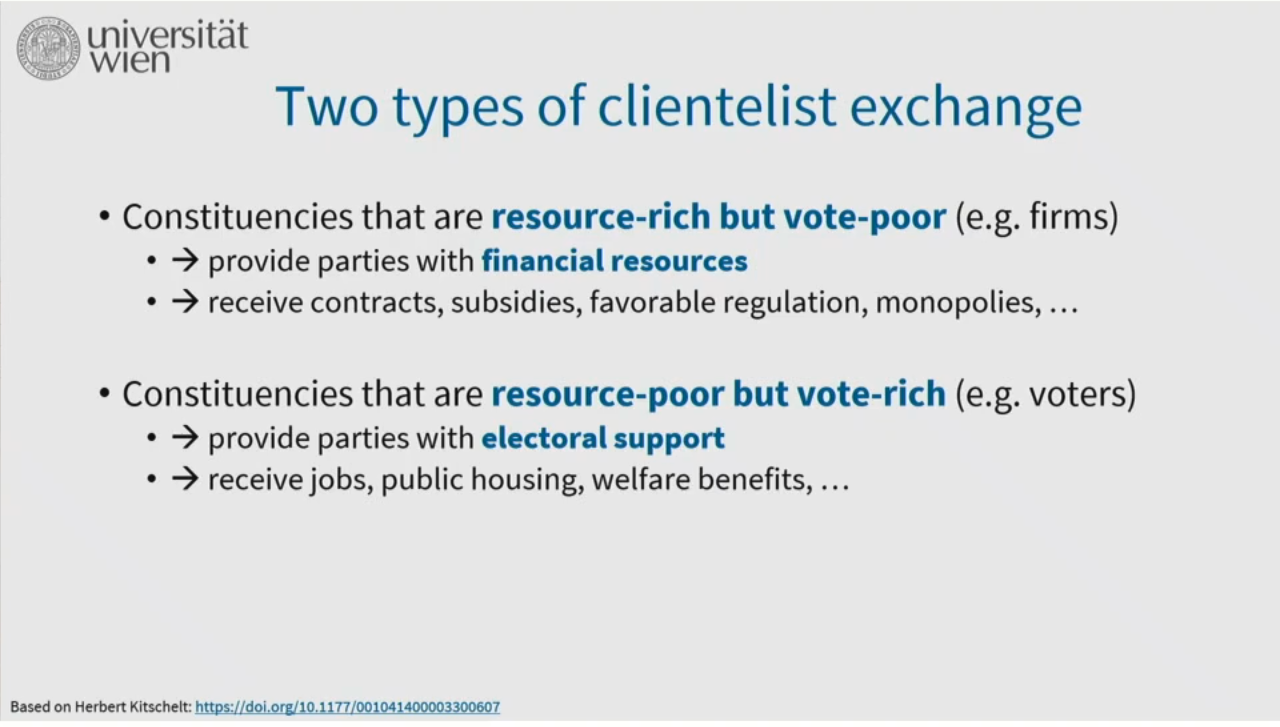 universität
wien
Two types of clientelist exchange
• Constituencies that are resource-rich but vote-poor (e.g. firms)
• → provide parties with financial resources
• → receive contracts, subsidies, favorable regulation, monopolies, …
• Constituencies that are resource-poor but vote-rich (e.g. voters)
• → provide parties with electoral support
• → receive jobs, public housing, welfare benefits, …
Based on Herbert Kitschelt: https://doi.org/10.1177/001041400003300607